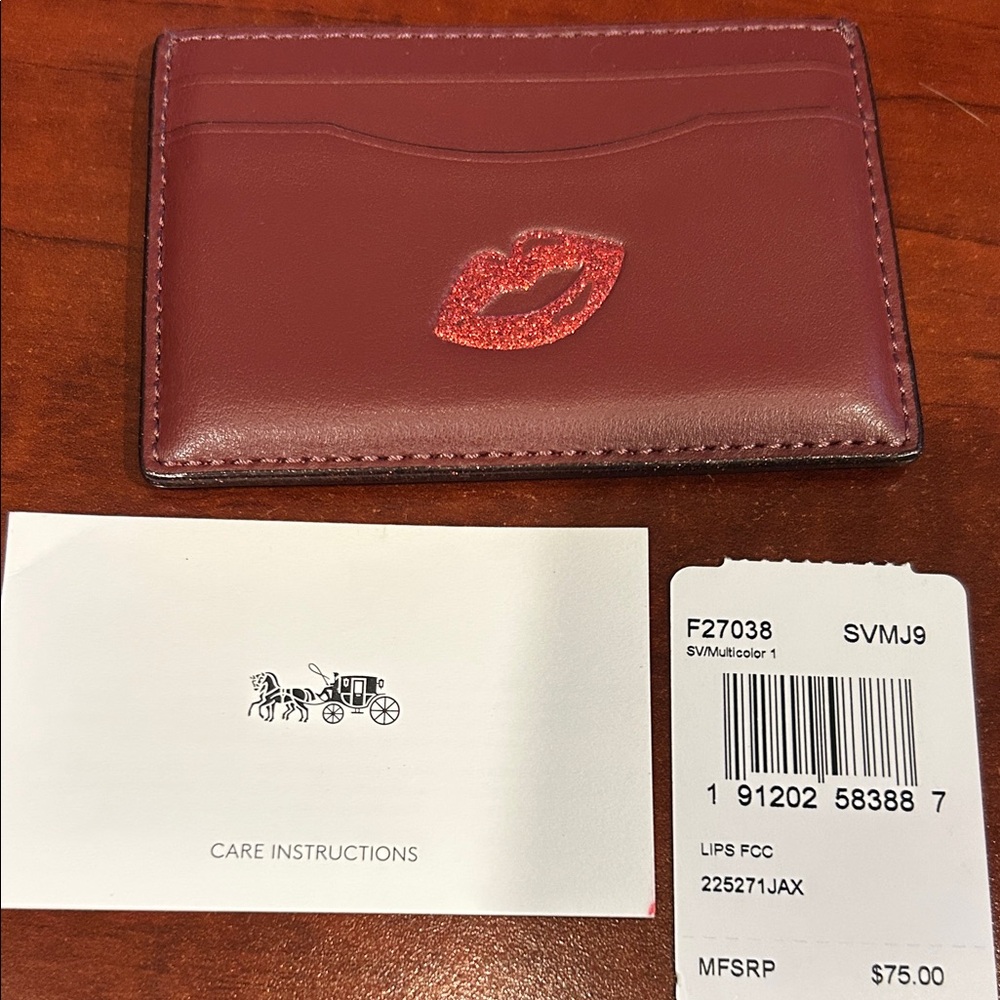 CARE INSTRUCTIONS
F27038 SVMJ9
SV/Multicolor 1
1 91202 58388 7
LIPS FCC
225271JAX
MFSRP $75.00